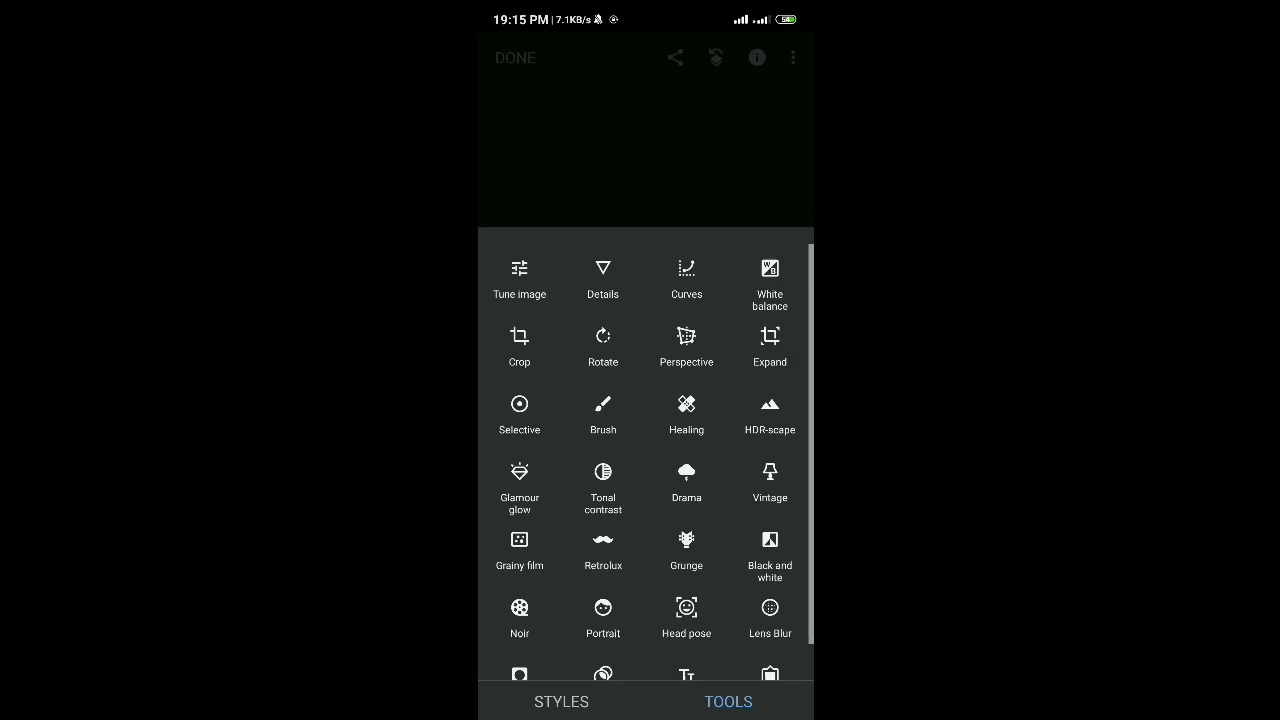 19:15 PM | 7.1KB/s
54
DONE
Tune image
Details
Curves
White
balance
Crop
Rotate
Perspective
Expand
Selective
Brush
Healing
HDR-scape
Glamour
glow
Tonal
contrast
Drama
Vintage
Grainy film
Retrolux
Grunge
Black and
white
Noir
Portrait
Head pose
Lens Blur
STYLES
TOOLS